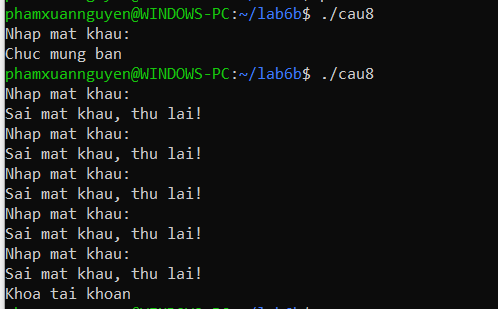 phamxuannguyen@WINDOWS-PC:~/lab6b$ ./cau8
Nhap mat khau:
Chuc mung ban
phamxuannguyen@WINDOWS-PC:~/lab6b$ ./cau8
Nhap mat khau:
Sai mat khau, thu lai!
Nhap mat khau:
Sai mat khau, thu lai!
Nhap mat khau:
Sai mat khau, thu lai!
Nhap mat khau:
Sai mat khau, thu lai!
Nhap mat khau:
Sai mat khau, thu lai!
Khoa tai khoan